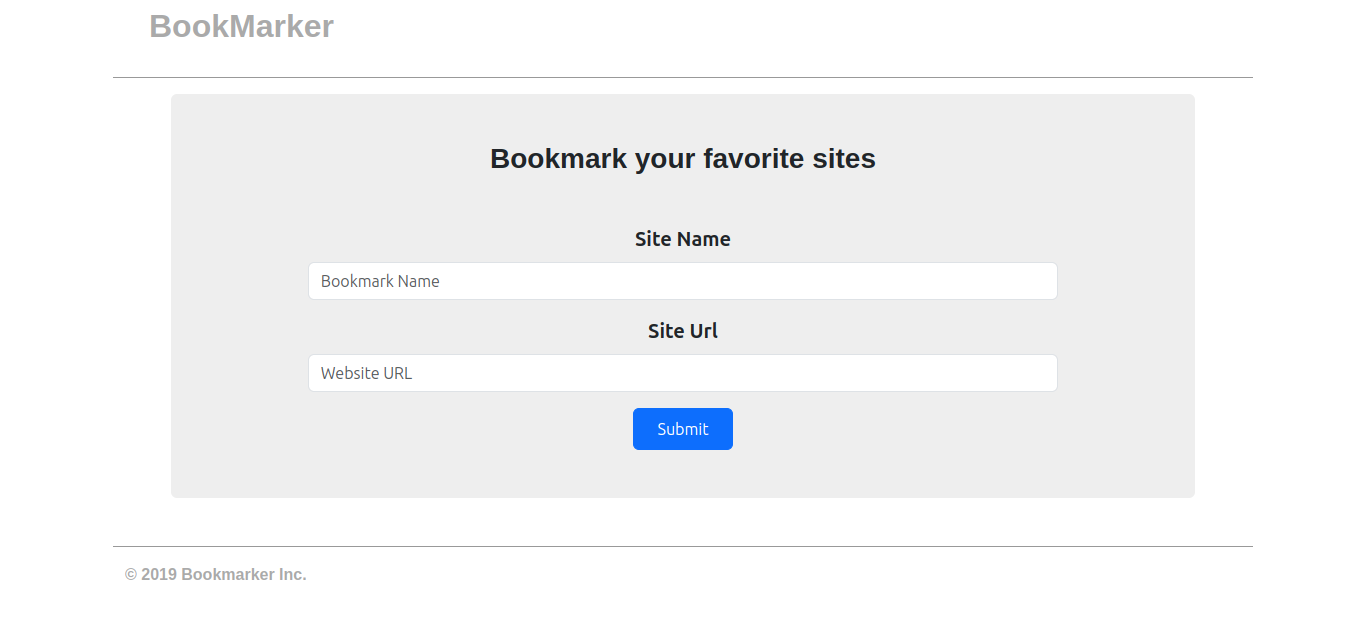 BookMarker
Bookmark your favorite sites
Site Name
Bookmark Name
Site Url
Website URL
Submit
© 2019 Bookmarker Inc.